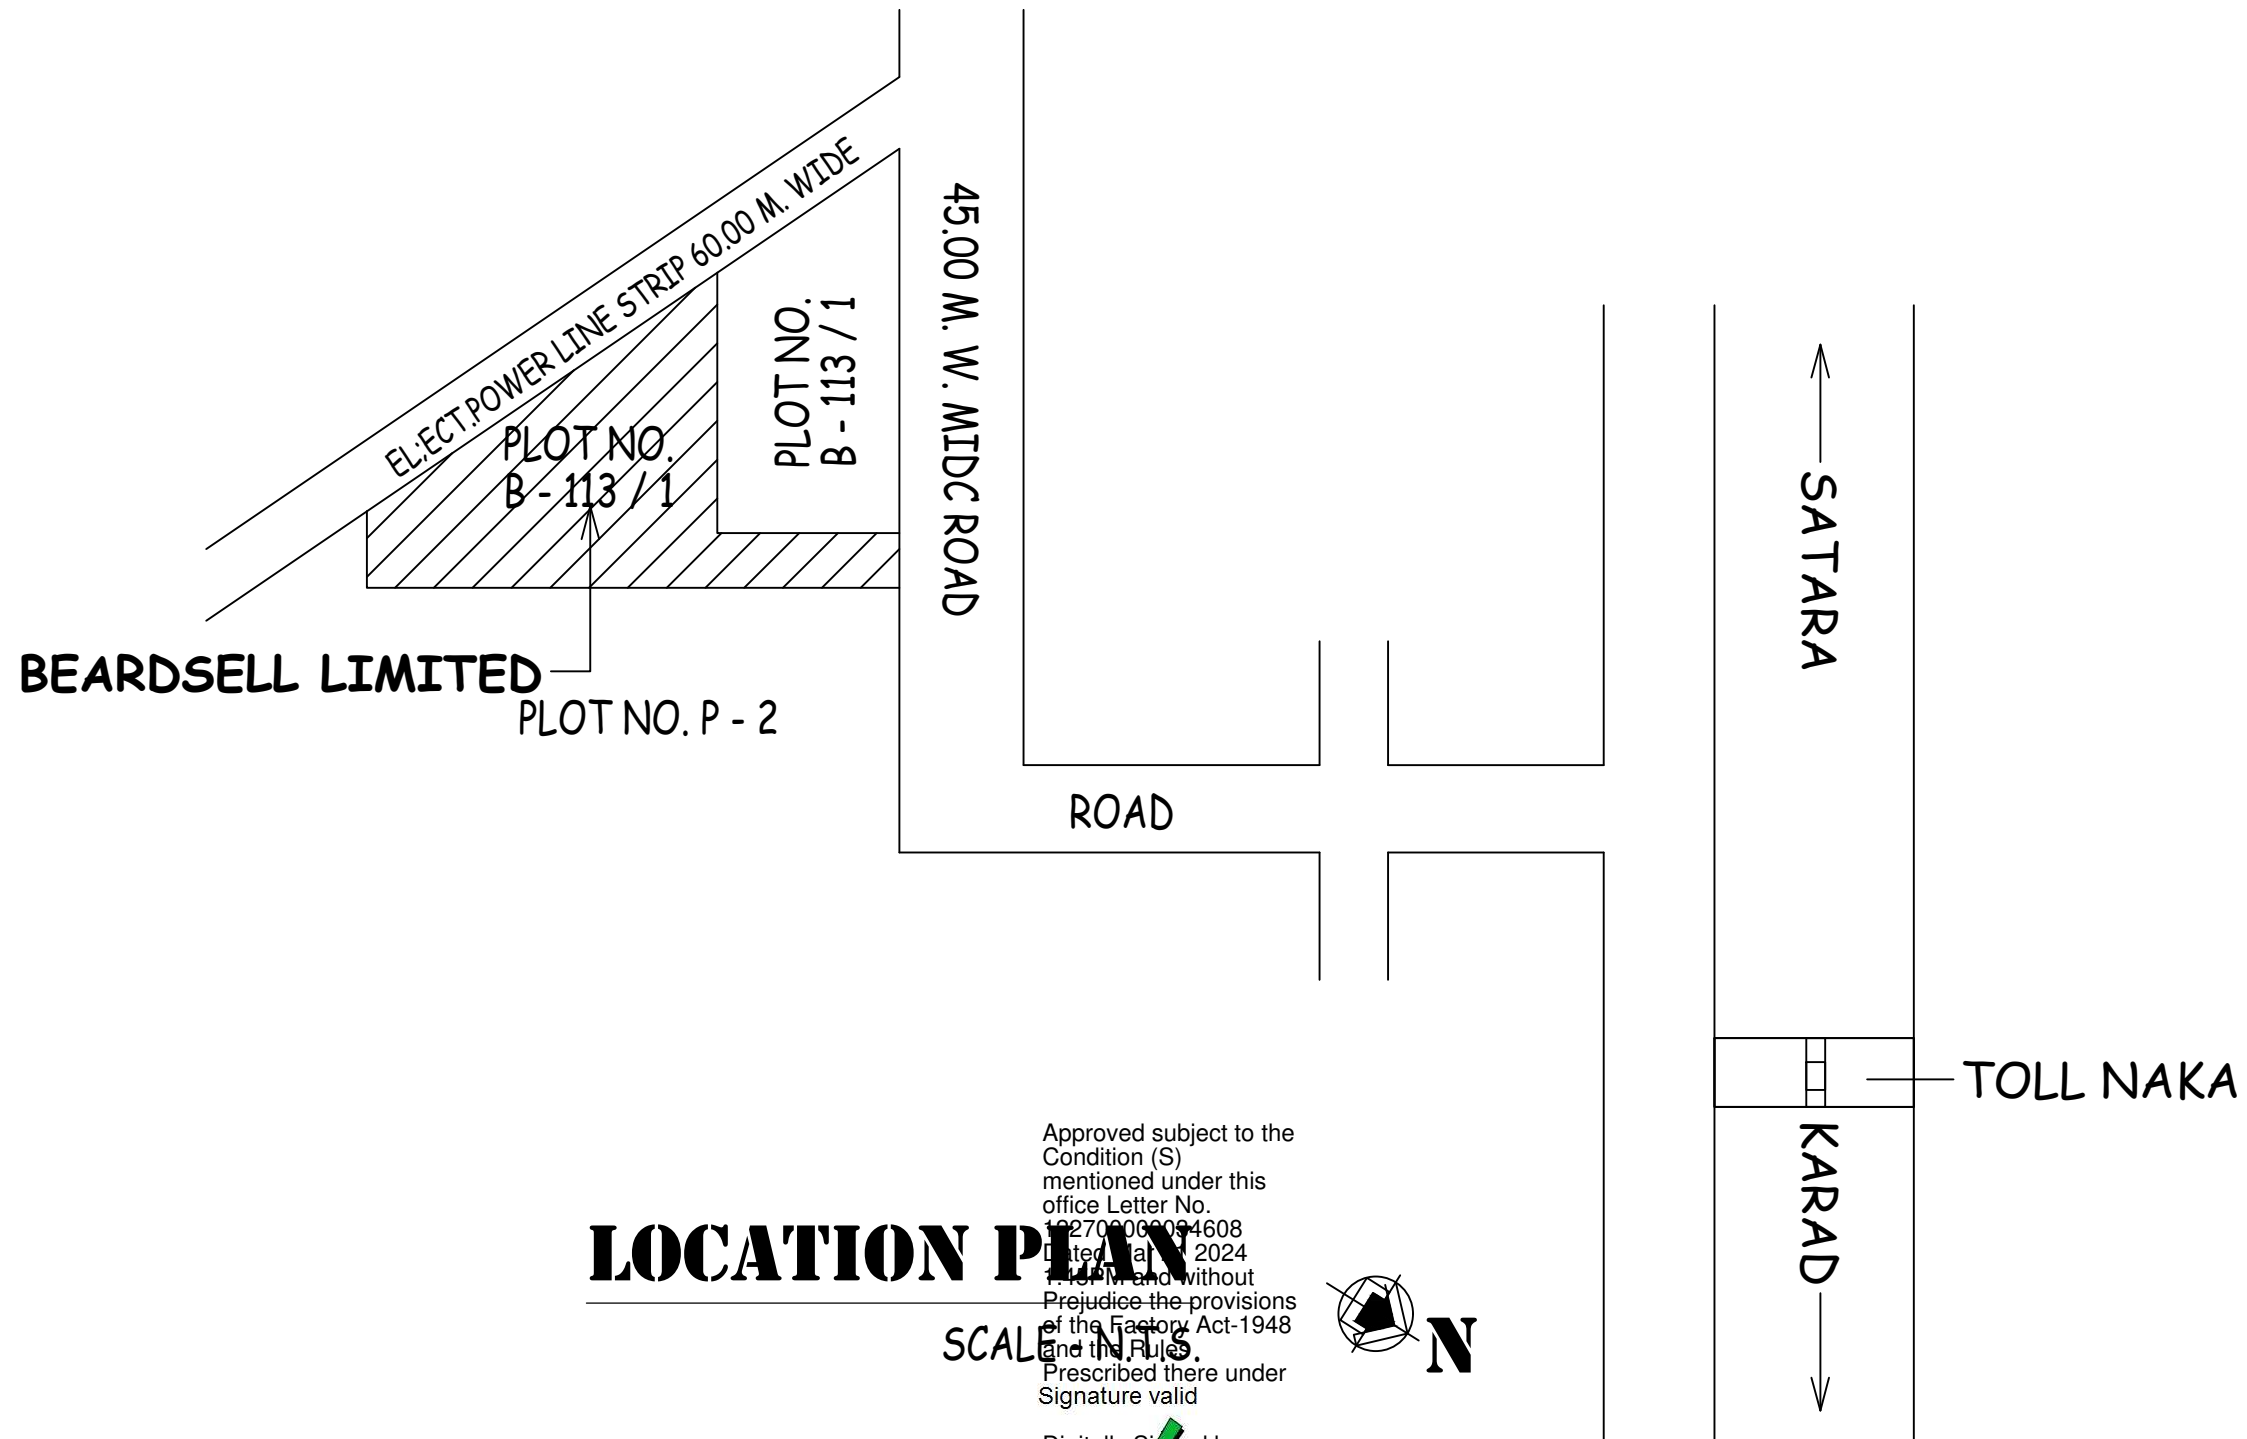 EL;ECT.POWER LINE STRIP 60.00 M. WIDE
PLOT NO.
B - 113 / 1
PLOT NO.
B - 113 / 1
45.00 M. W. MIDC ROAD
BEARDSELL LIMITED
PLOT NO. P - 2
ROAD
SATARA
TOLL NAKA
KARAD
LOCATION PLAN
SCALE - N.T.S.
N
Approved subject to the
Condition (S)
mentioned under this
office Letter No.
Dated Mar 2024
PM and without
Prejudice the provisions
of the Factory Act-1948
and the Rules
Prescribed there under
Signature valid